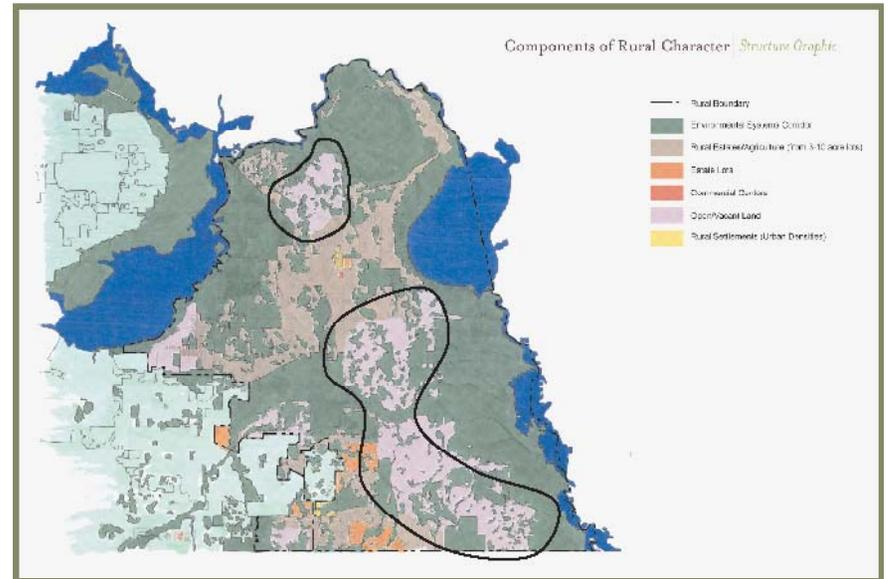 Components of Rural Character | Structure Graphic
Rural Boundary
Environmental Systems Corridor
Rural Estates/Agriculture (from 3-10 acre lots)
Estate Lots
Commercial Centers
Open/Vacant Land
Rural Settlements (Urban Densities)